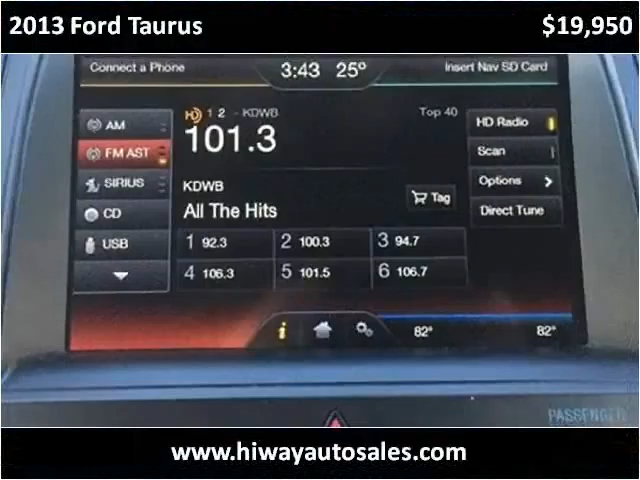 2013 Ford Taurus $19,950
Connect a Phone 3:43 25° Insert Nav SD Card
AM
FM AST
SIRIUS
CD
USB
HD 1 2 - KDWB Top 40
101.3
KDWB
All The Hits
Tag
1 92.3 2 100.3 3 94.7
4 106.3 5 101.5 6 106.7
HD Radio
Scan
Options
Direct Tune
i 82° 82°
PASSENGER
www.hiwayautosales.com